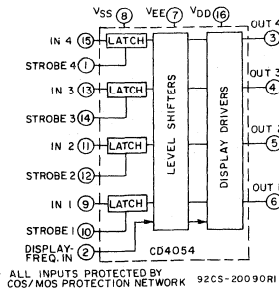 VSS 8 VEE 7 VDD 16
OUT 4
IN 4 15 LATCH 3
STROBE 4 1
OUT 3
IN 3 13 LATCH 4
STROBE 3 14
LEVEL SHIFTERS
DISPLAY DRIVERS
OUT 2
IN 2 11 LATCH 5
STROBE 2 12
OUT 1
IN 1 9 LATCH 6
STROBE 1 10
DISPLAY-
FREQ. IN 2 CD4054
ALL INPUTS PROTECTED BY
COS/MOS PROTECTION NETWORK 92CS-20090RI